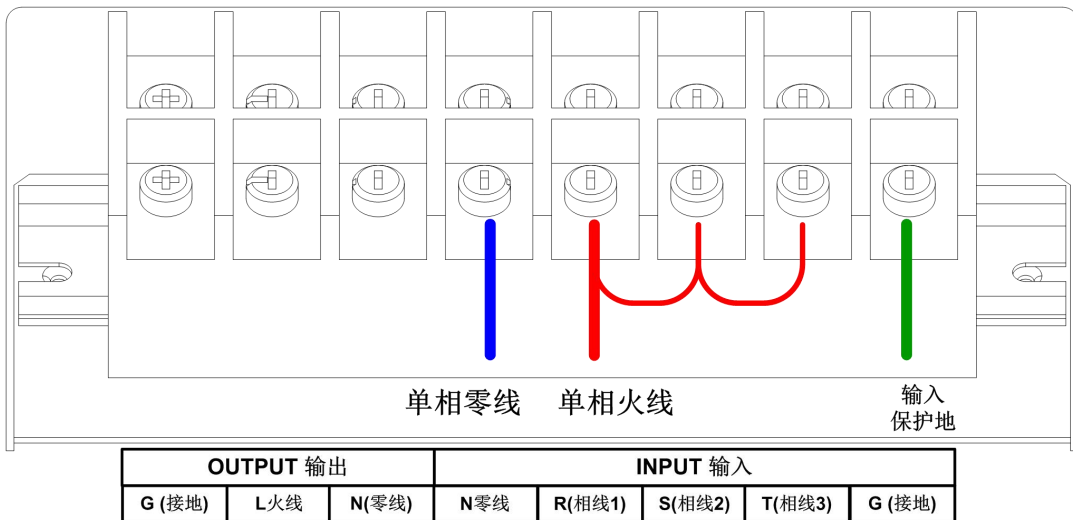 单相零线 单相火线 输入
保护地
OUTPUT 输出 INPUT 输入
G (接地) L火线 N(零线) N零线 R(相线1) S(相线2) T(相线3) G (接地)